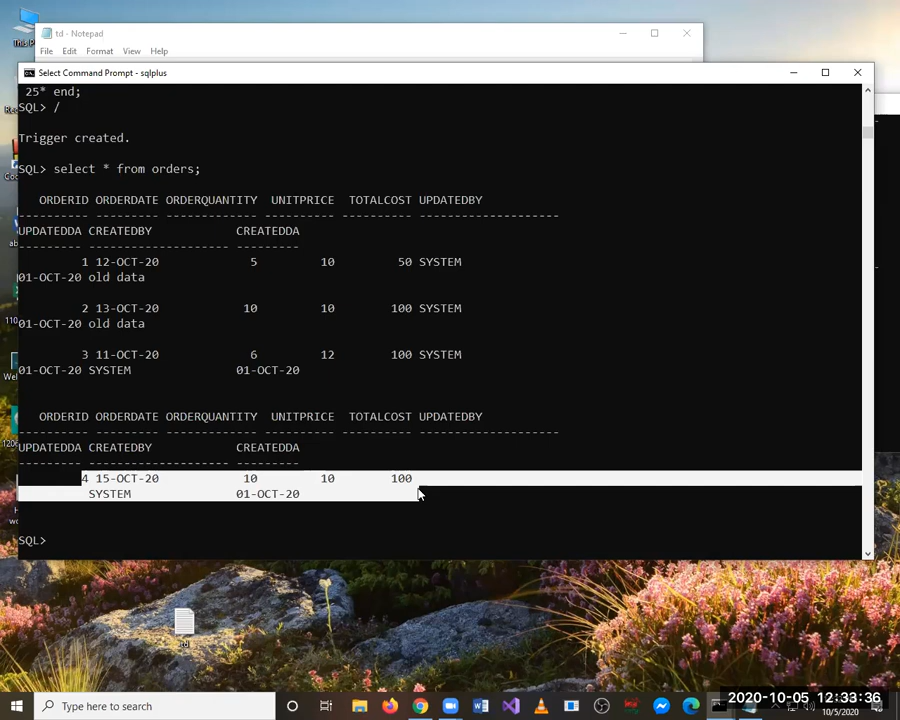 This P
td - Notepad
File Edit Format View Help
Select Command Prompt - sqlplus
25* end;
SQL> /
Trigger created.
SQL> select * from orders;
ORDERID ORDERDATE ORDERQUANTITY UNITPRICE TOTALCOST UPDATEDBY
---------- --------- ------------- ---------- ---------- --------------------
UPDATEDDA CREATEDBY CREATEDDA
--------- -------------------- ---------
1 12-OCT-20 5 10 50 SYSTEM
01-OCT-20 old data
2 13-OCT-20 10 10 100 SYSTEM
01-OCT-20 old data
3 11-OCT-20 6 12 100 SYSTEM
01-OCT-20 SYSTEM 01-OCT-20
ORDERID ORDERDATE ORDERQUANTITY UNITPRICE TOTALCOST UPDATEDBY
---------- --------- ------------- ---------- ---------- --------------------
UPDATEDDA CREATEDBY CREATEDDA
--------- -------------------- ---------
4 15-OCT-20 10 10 100
SYSTEM 01-OCT-20
SQL>
Type here to search
2020-10-05 12:33:36
10/5/2020